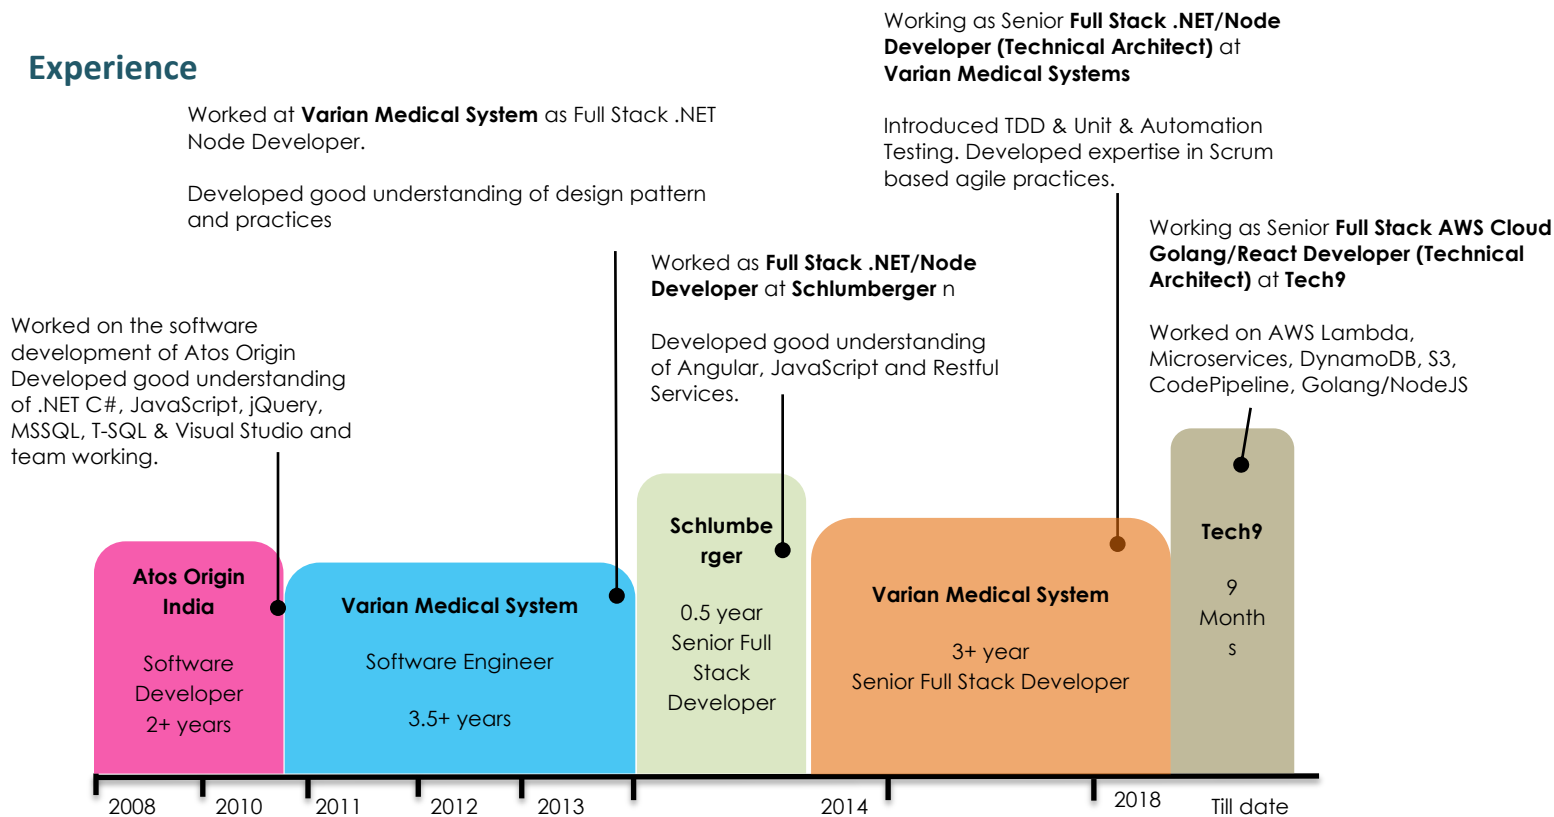 Experience
Worked at Varian Medical System as Full Stack .NET
Node Developer.
Developed good understanding of design pattern
and practices
Working as Senior Full Stack .NET/Node
Developer (Technical Architect) at
Varian Medical Systems
Introduced TDD & Unit & Automation
Testing. Developed expertise in Scrum
based agile practices.
Worked on the software
development of Atos Origin
Developed good understanding
of .NET C#, JavaScript, jQuery,
MSSQL, T-SQL & Visual Studio and
team working.
Worked as Full Stack .NET/Node
Developer at Schlumberger n
Developed good understanding
of Angular, JavaScript and Restful
Services.
Working as Senior Full Stack AWS Cloud
Golang/React Developer (Technical
Architect) at Tech9
Worked on AWS Lambda,
Microservices, DynamoDB, S3,
CodePipeline, Golang/NodeJS
Atos Origin
India
Software
Developer
2+ years
Varian Medical System
Software Engineer
3.5+ years
Schlumbe
rger
0.5 year
Senior Full
Stack
Developer
Varian Medical System
3+ year
Senior Full Stack Developer
Tech9
9
Month
s
2008
2010
2011
2012
2013
2014
2018
Till date